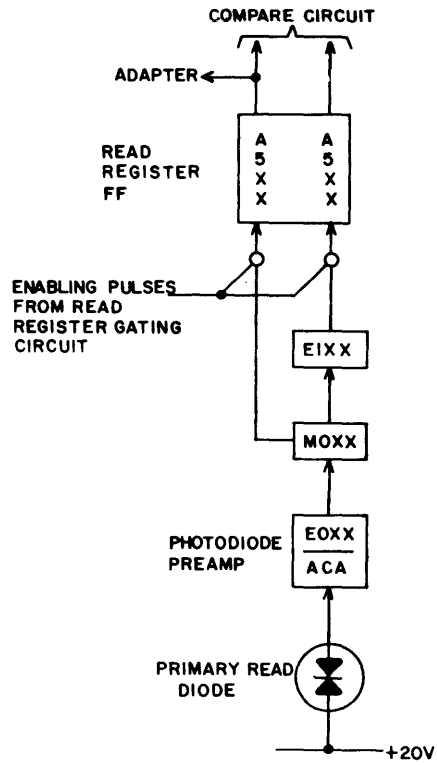 COMPARE CIRCUIT
ADAPTER
READ
REGISTER
FF
A
5
X
X
A
5
X
X
ENABLING PULSES
FROM READ
REGISTER GATING
CIRCUIT
EIXX
MOXX
PHOTODIODE
PREAMP
EOXX
ACA
PRIMARY READ
DIODE
+20V